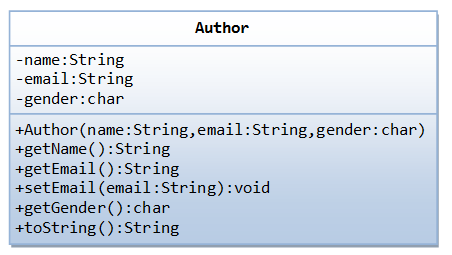 Author
-name:String
-email:String
-gender:char
+Author(name:String,email:String,gender:char)
+getName():String
+getEmail():String
+setEmail(email:String):void
+getGender():char
+toString():String